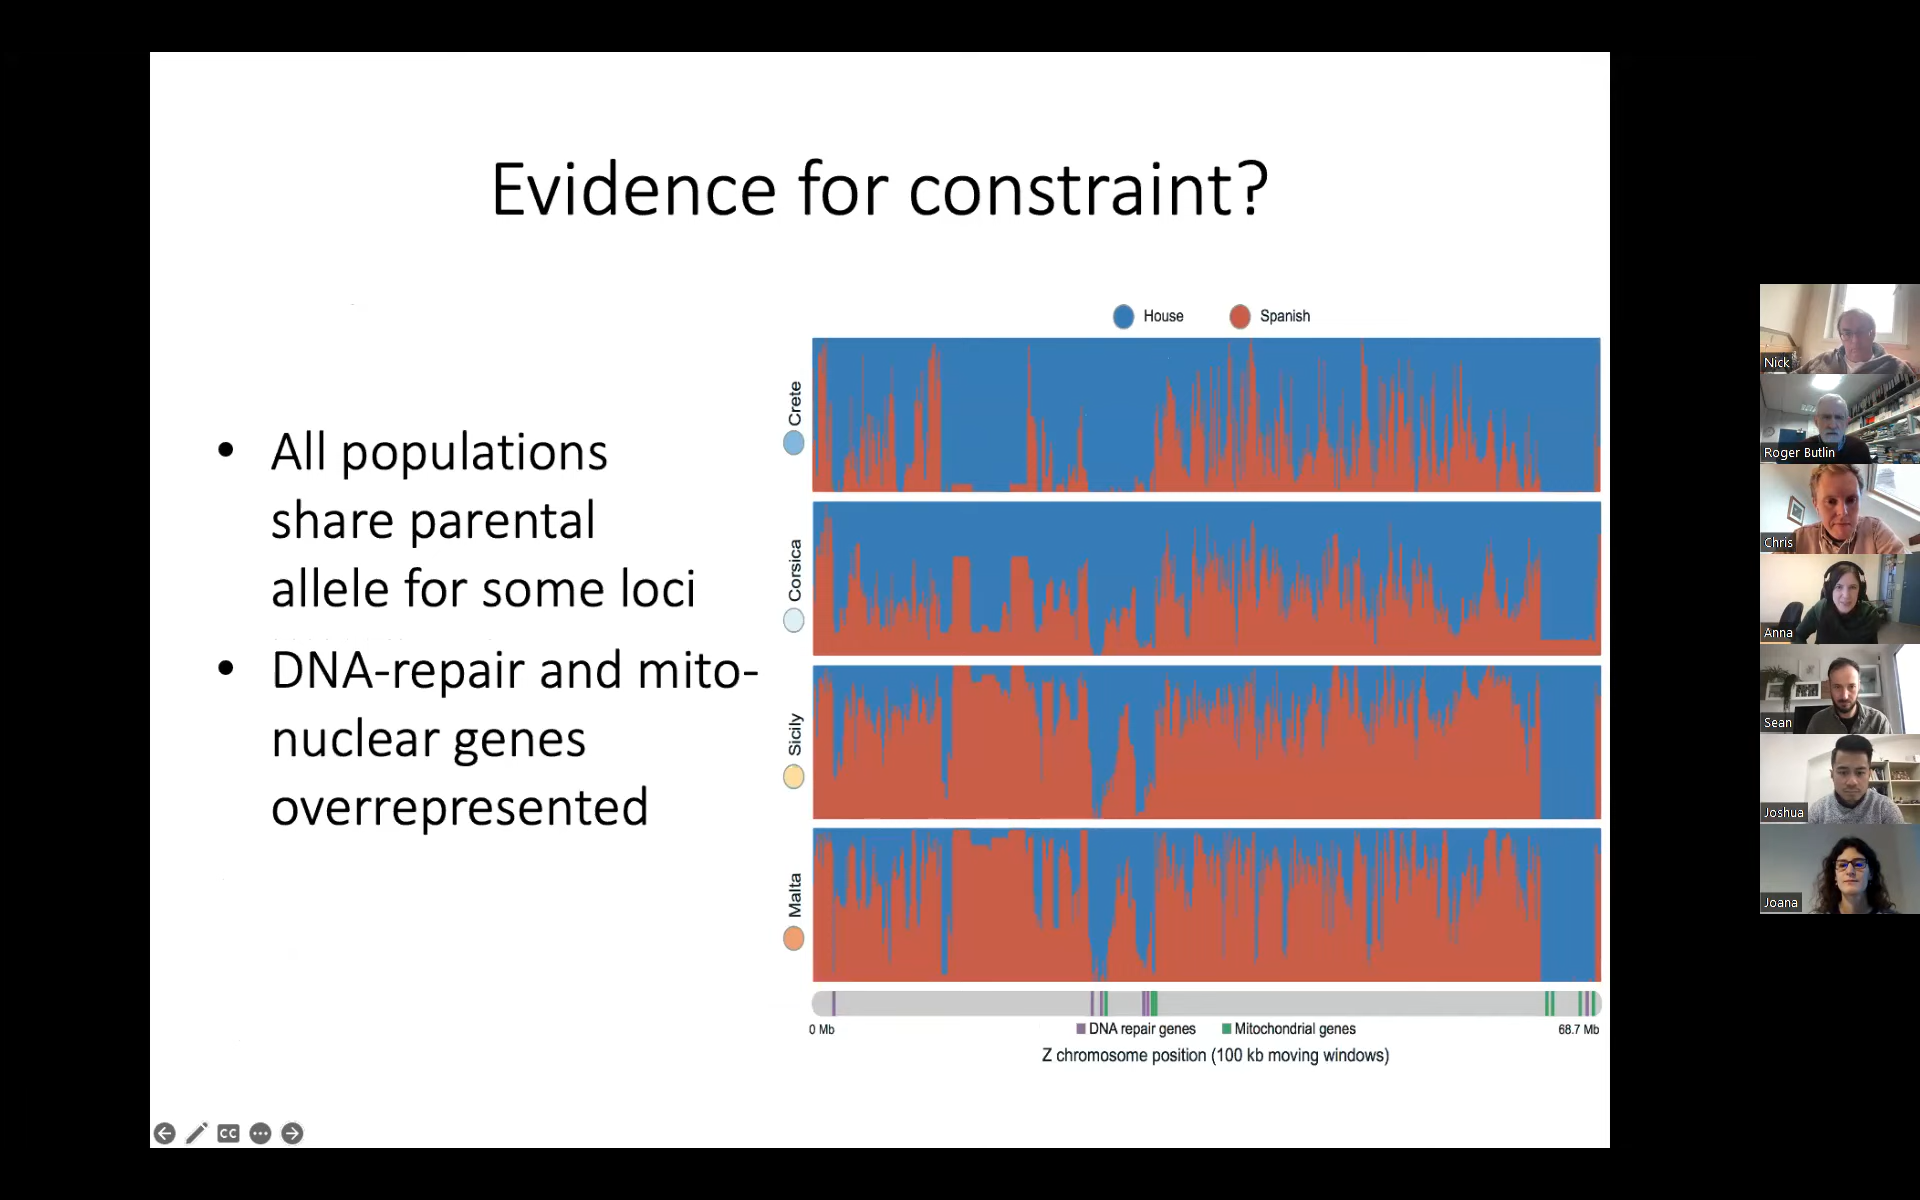 Evidence for constraint?
• All populations
share parental
allele for some loci
• DNA-repair and mito-
nuclear genes
overrepresented
House
Spanish
Crete
Corsica
Sicily
Malta
0 Mb
DNA repair genes
Mitochondrial genes
68.7 Mb
Z chromosome position (100 kb moving windows)
CC
Nick
Roger Butlin
Chris
Anna
Sean
Joshua
Joana